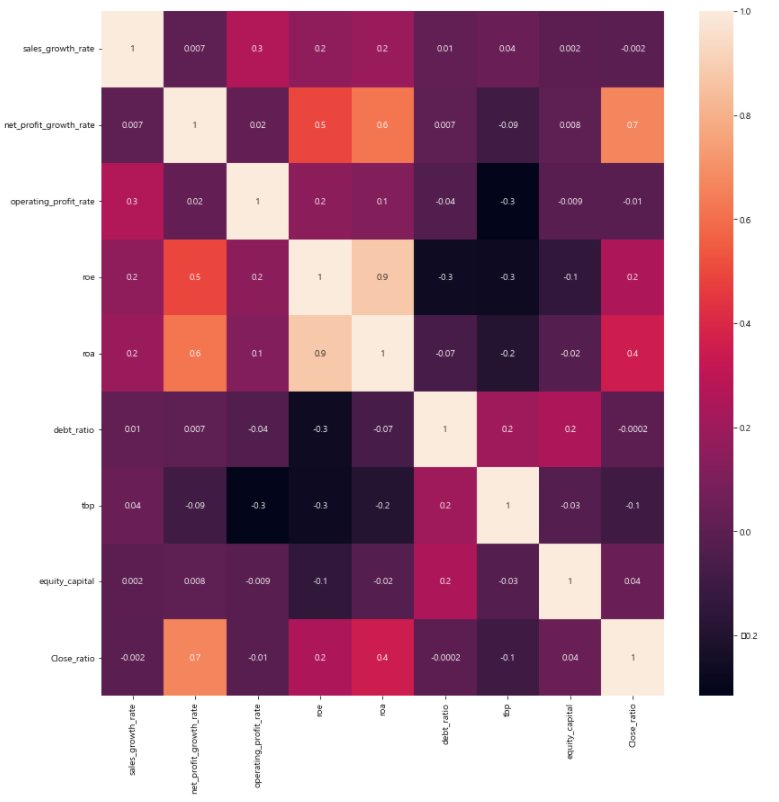 1.0
sales_growth_rate 1 0.007 0.3 0.2 0.2 0.01 0.04 0.002 -0.002
0.8
net_profit_growth_rate 0.007 1 0.02 0.5 0.6 0.007 -0.09 0.008 0.7
operating_profit_rate 0.3 0.02 1 0.2 0.1 -0.04 -0.3 -0.009 -0.01
0.6
roe 0.2 0.5 0.2 1 0.9 -0.3 -0.3 -0.1 0.2
0.4
roa 0.2 0.6 0.1 0.9 1 -0.07 -0.2 -0.02 0.4
0.2
debt_ratio 0.01 0.007 -0.04 -0.3 -0.07 1 0.2 0.2 -0.0002
tbp 0.04 -0.09 -0.3 -0.3 -0.2 0.2 1 -0.03 -0.1
0.0
equity_capital 0.002 0.008 -0.009 -0.1 -0.02 0.2 -0.03 1 0.04
▯0.2
Close_ratio -0.002 0.7 -0.01 0.2 0.4 -0.0002 -0.1 0.04 1
sales_growth_rate
net_profit_growth_rate
operating_profit_rate
roe
roa
debt_ratio
tbp
equity_capital
Close_ratio